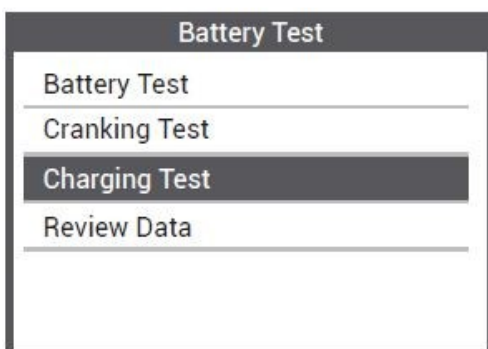 Battery Test
Battery Test
Cranking Test
Charging Test
Review Data